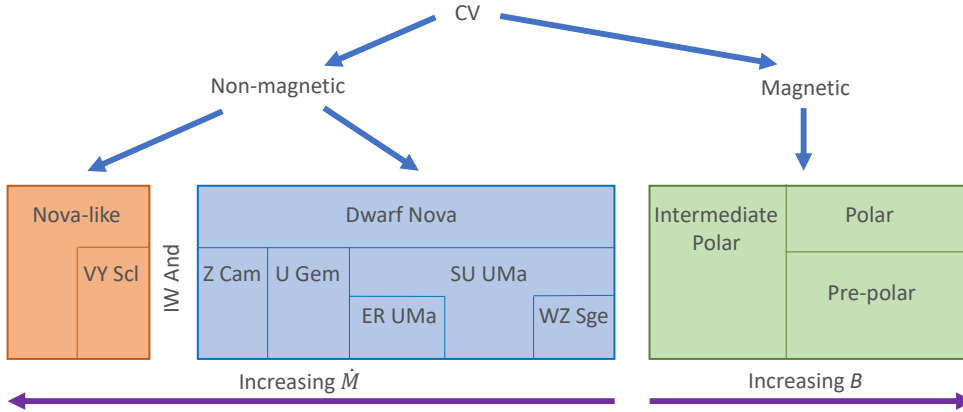 CV
Non-magnetic
Magnetic
Nova-like
VY Scl
IW And
Dwarf Nova
Z Cam
U Gem
SU UMa
ER UMa
WZ Sge
Intermediate
Polar
Polar
Pre-polar
Increasing Ṁ
Increasing B